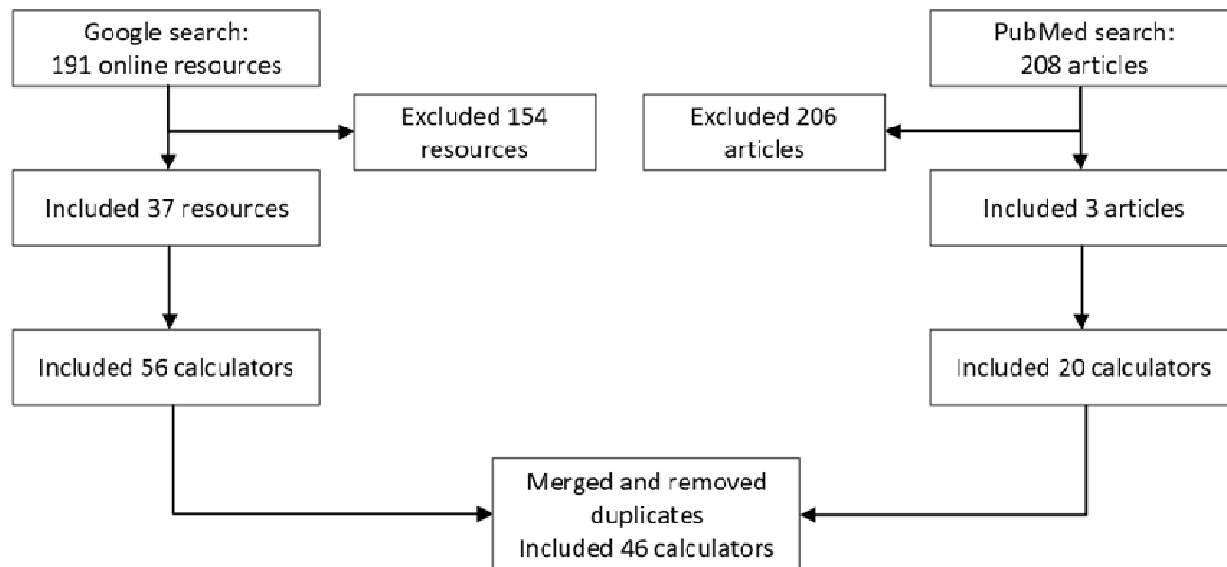 Google search:
191 online resources
PubMed search:
208 articles
Excluded 154
resources
Excluded 206
articles
Included 37 resources
Included 3 articles
Included 56 calculators
Included 20 calculators
Merged and removed
duplicates
Included 46 calculators